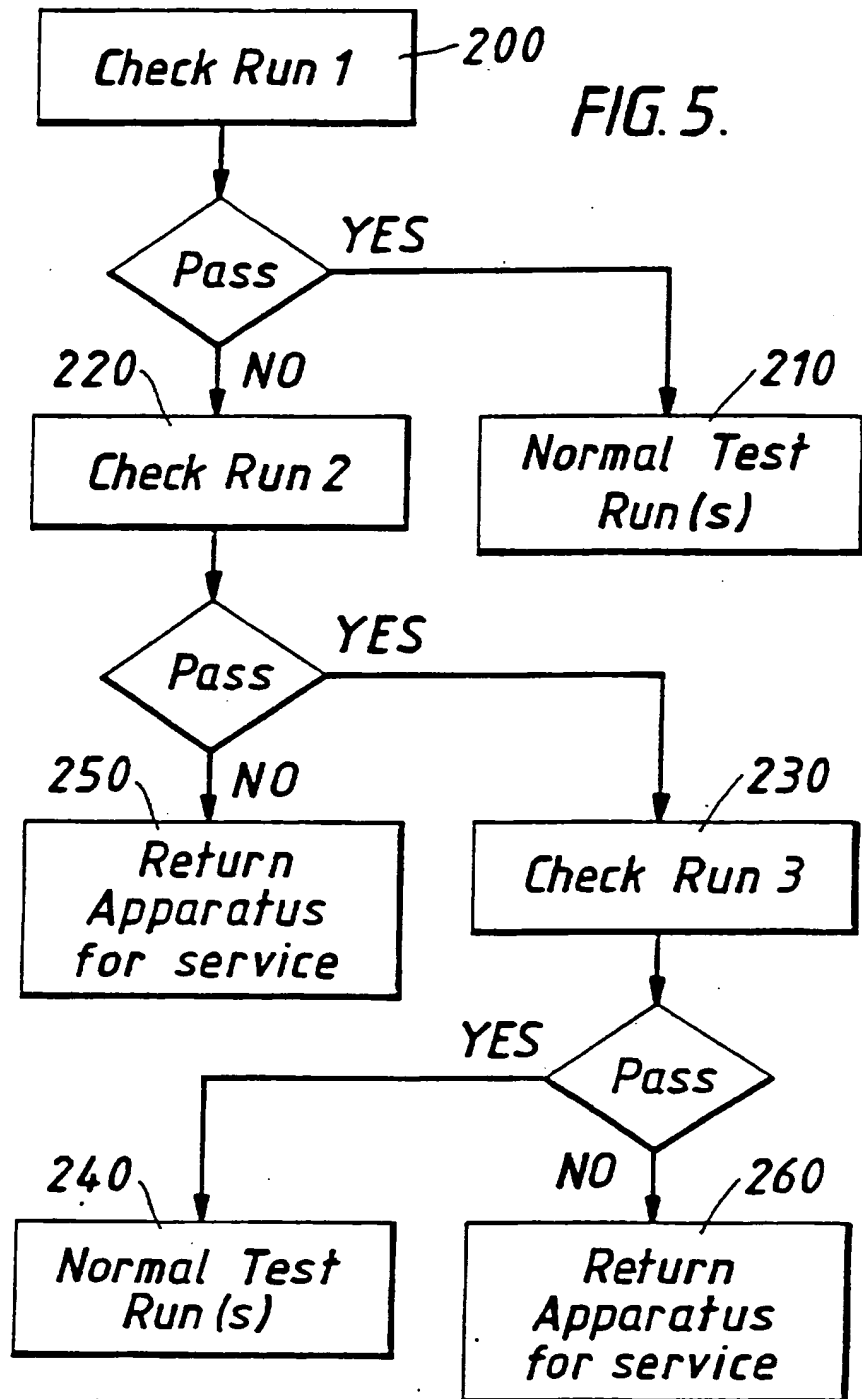 Check Run 1
200
FIG. 5.
Pass
YES
NO
220
210
Check Run 2
Normal Test
Run(s)
Pass
YES
NO
250
230
Return
Apparatus
for service
Check Run 3
Pass
YES
NO
240
260
Normal Test
Run(s)
Return
Apparatus
for service